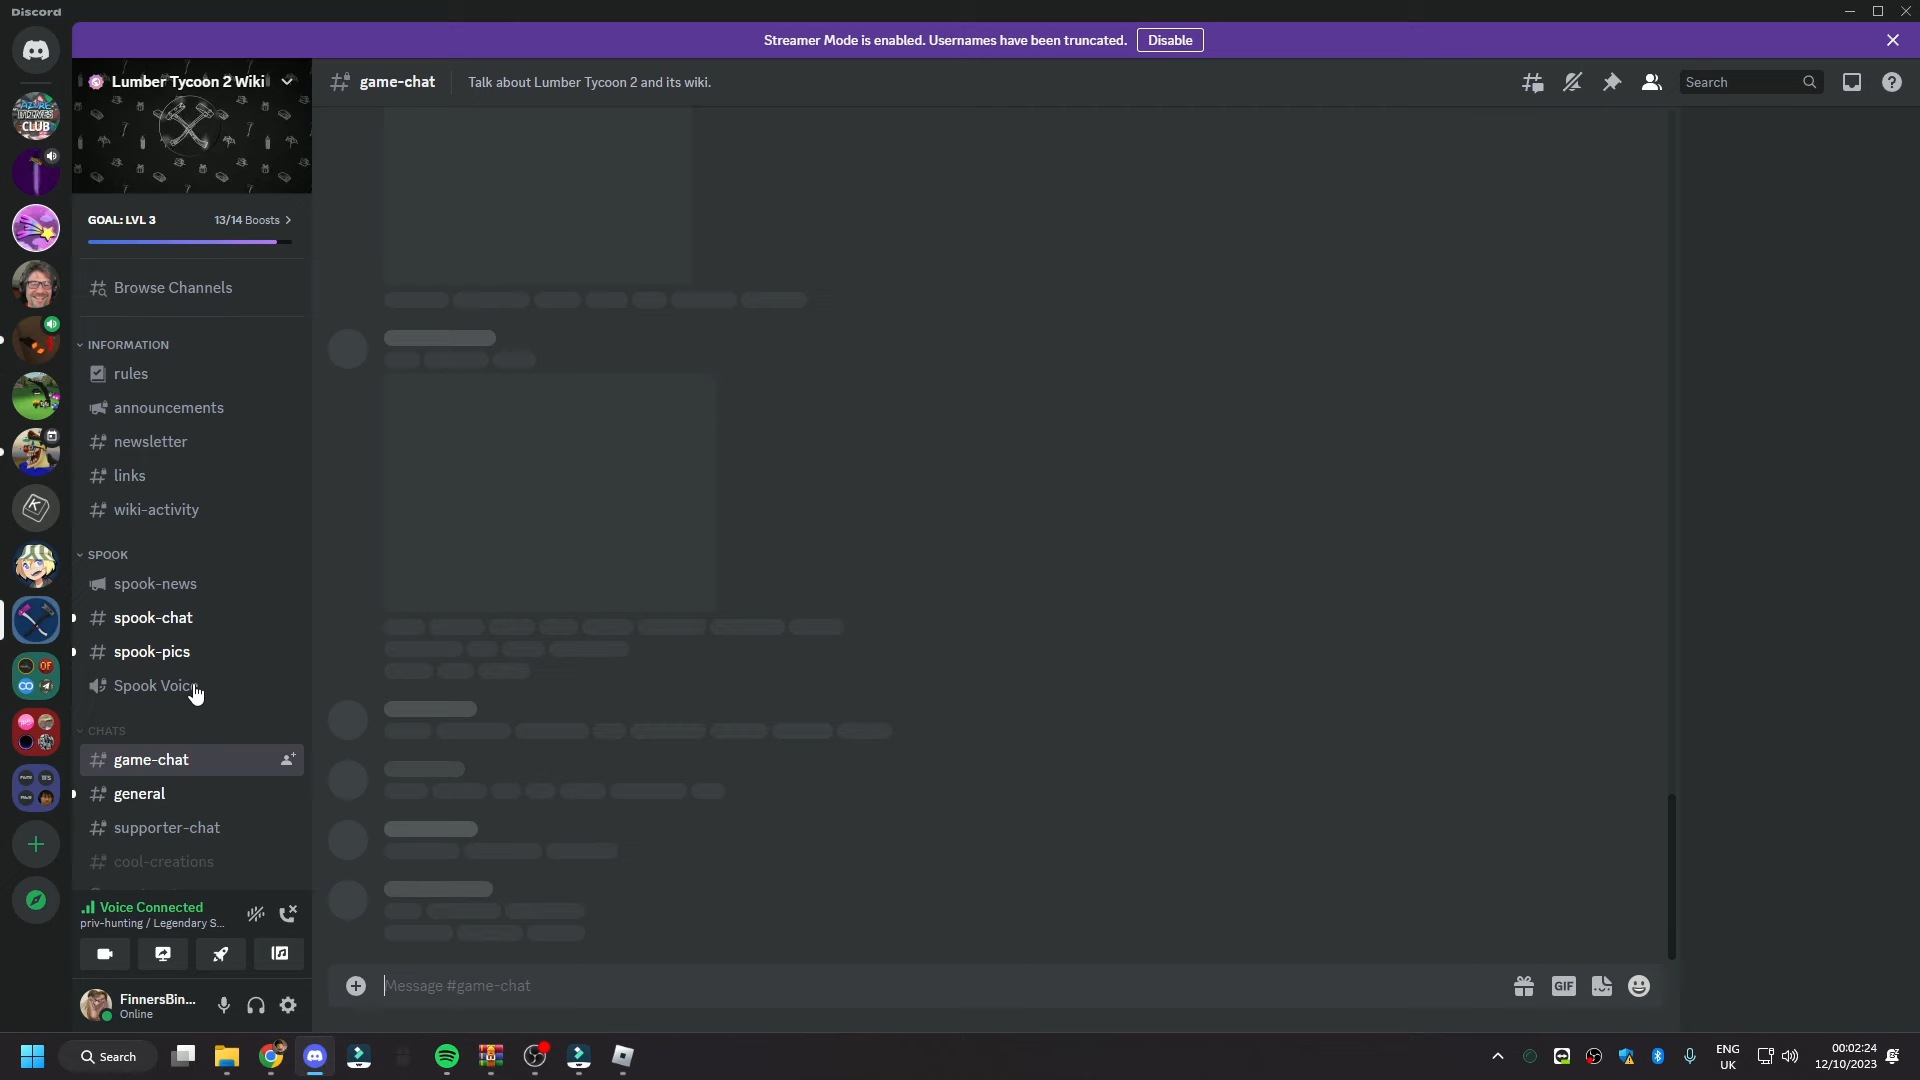 Discord
Streamer Mode is enabled. Usernames have been truncated. Disable
Lumber Tycoon 2 Wiki
game-chat
Talk about Lumber Tycoon 2 and its wiki.
Search
AZURE
MINES
CLUB
GOAL: LVL 3
13/14 Boosts
Browse Channels
INFORMATION
rules
announcements
newsletter
links
wiki-activity
SPOOK
spook-news
spook-chat
spook-pics
Spook Voice
CHATS
game-chat
general
supporter-chat
cool-creations
Voice Connected
priv-hunting / Legendary S...
Message #game-chat
GIF
FinnersBin...
Online
Search
ENG
UK
00:02:24
12/10/2023